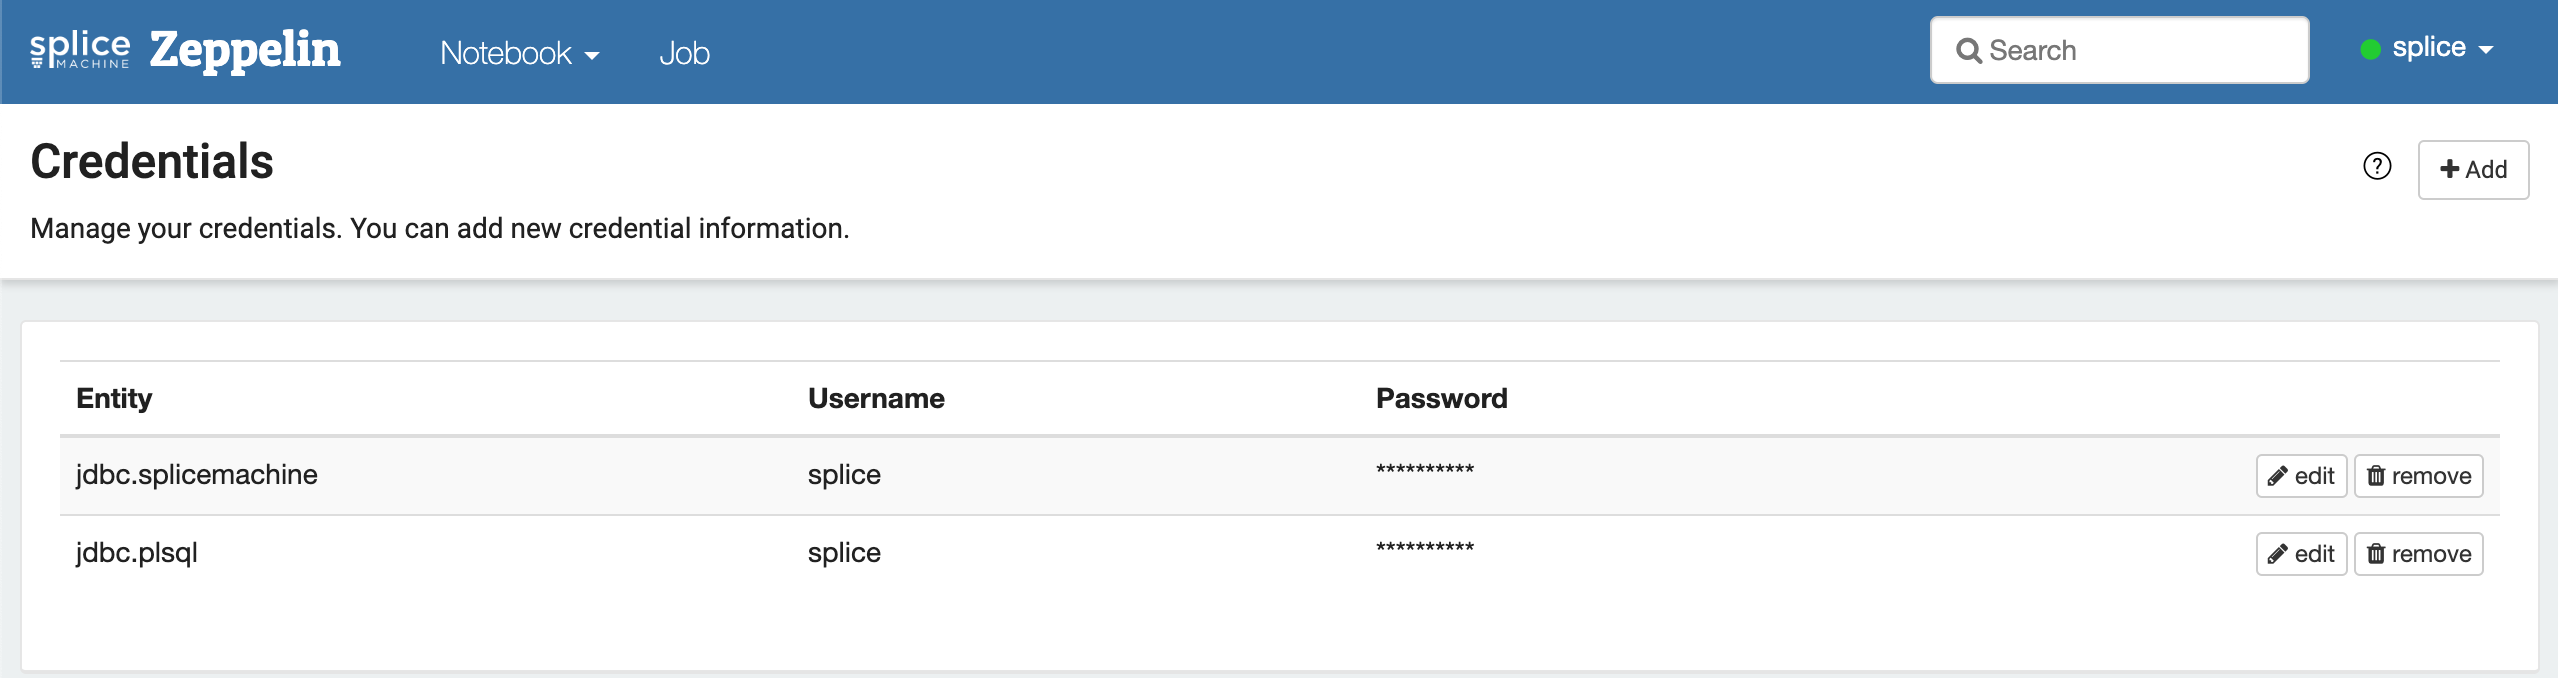 splice MACHINE Zeppelin Notebook Job Search splice
Credentials
? Add
Manage your credentials. You can add new credential information.
Entity Username Password
jdbc.splicemachine splice ********** edit remove
jdbc.plsql splice ********** edit remove